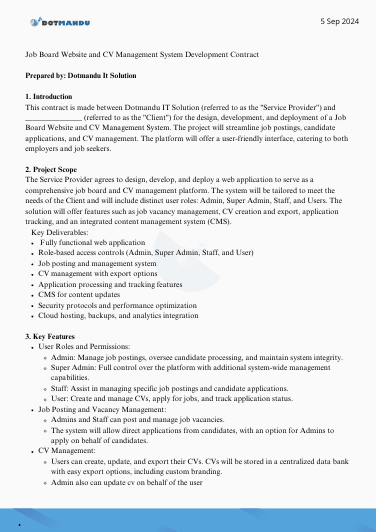 DOTMANDU
5 Sep 2024
Job Board Website and CV Management System Development Contract
Prepared by: Dotmandu It Solution
1. Introduction
This contract is made between Dotmandu IT Solution (referred to as the "Service Provider") and
________________ (referred to as the "Client") for the design, development, and deployment of a Job
Board Website and CV Management System. The project will streamline job postings, candidate
applications, and CV management. The platform will offer a user-friendly interface, catering to both
employers and job seekers.
2. Project Scope
The Service Provider agrees to design, develop, and deploy a web application to serve as a
comprehensive job board and CV management platform. The system will be tailored to meet the
needs of the Client and will include distinct user roles: Admin, Super Admin, Staff, and Users. The
solution will offer features such as job vacancy management, CV creation and export, application
tracking, and an integrated content management system (CMS).
Key Deliverables:
• Fully functional web application
• Role-based access controls (Admin, Super Admin, Staff, and User)
• Job posting and management system
• CV management with export options
• Application processing and tracking features
• CMS for content updates
• Security protocols and performance optimization
• Cloud hosting, backups, and analytics integration
3. Key Features
• User Roles and Permissions:
◦ Admin: Manage job postings, oversee candidate processing, and maintain system integrity.
◦ Super Admin: Full control over the platform with additional system-wide management
capabilities.
◦ Staff: Assist in managing specific job postings and candidate applications.
◦ User: Create and manage CVs, apply for jobs, and track application status.
• Job Posting and Vacancy Management:
◦ Admins and Staff can post and manage job vacancies.
◦ The system will allow direct applications from candidates, with an option for Admins to
apply on behalf of candidates.
• CV Management:
◦ Users can create, update, and export their CVs. CVs will be stored in a centralized data bank
with easy export options, including custom branding.
◦ Admin also can update cv on behalf of the user